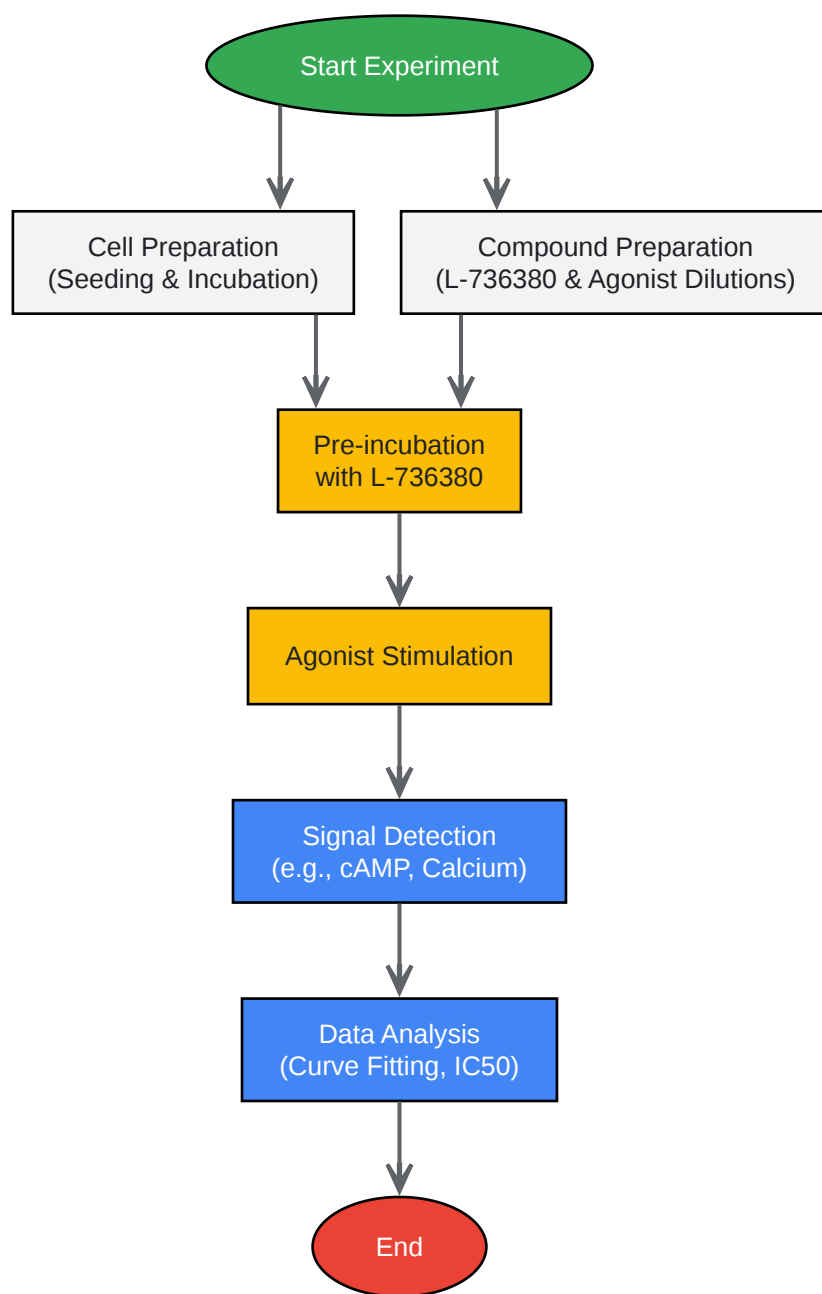 Start Experiment
Cell Preparation
(Seeding & Incubation)
Compound Preparation
(L-736380 & Agonist Dilutions)
Pre-incubation
with L-736380
Agonist Stimulation
Signal Detection
(e.g., cAMP, Calcium)
Data Analysis
(Curve Fitting, IC50)
End